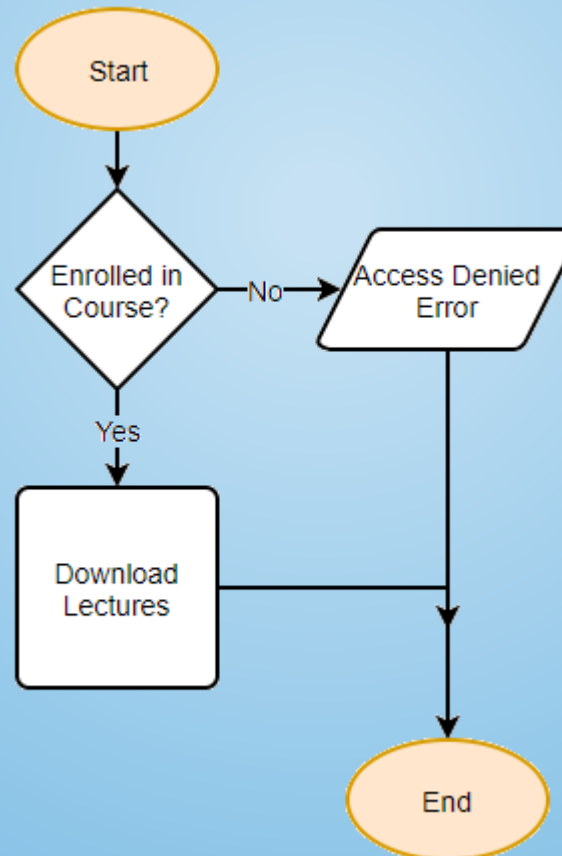 Start
Enrolled in
Course?
No
Access Denied
Error
Yes
Download
Lectures
End